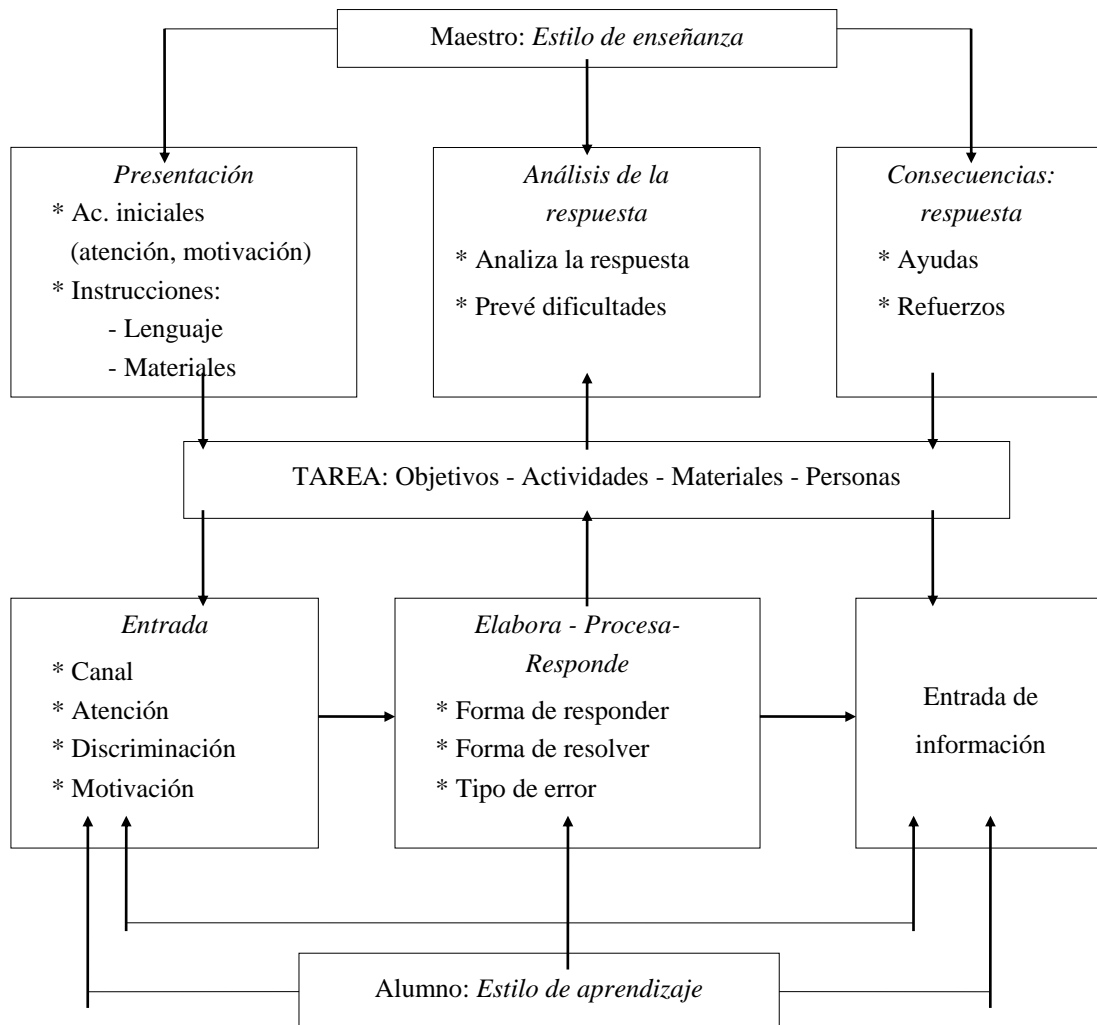 Maestro: Estilo de enseñanza
Presentación
* Ac. iniciales
(atención, motivación)
* Instrucciones:
- Lenguaje
- Materiales
Análisis de la
respuesta
* Analiza la respuesta
* Prevé dificultades
Consecuencias:
respuesta
* Ayudas
* Refuerzos
TAREA: Objetivos - Actividades - Materiales - Personas
Entrada
* Canal
* Atención
* Discriminación
* Motivación
Elabora - Procesa-
Responde
* Forma de responder
* Forma de resolver
* Tipo de error
Entrada de
información
Alumno: Estilo de aprendizaje